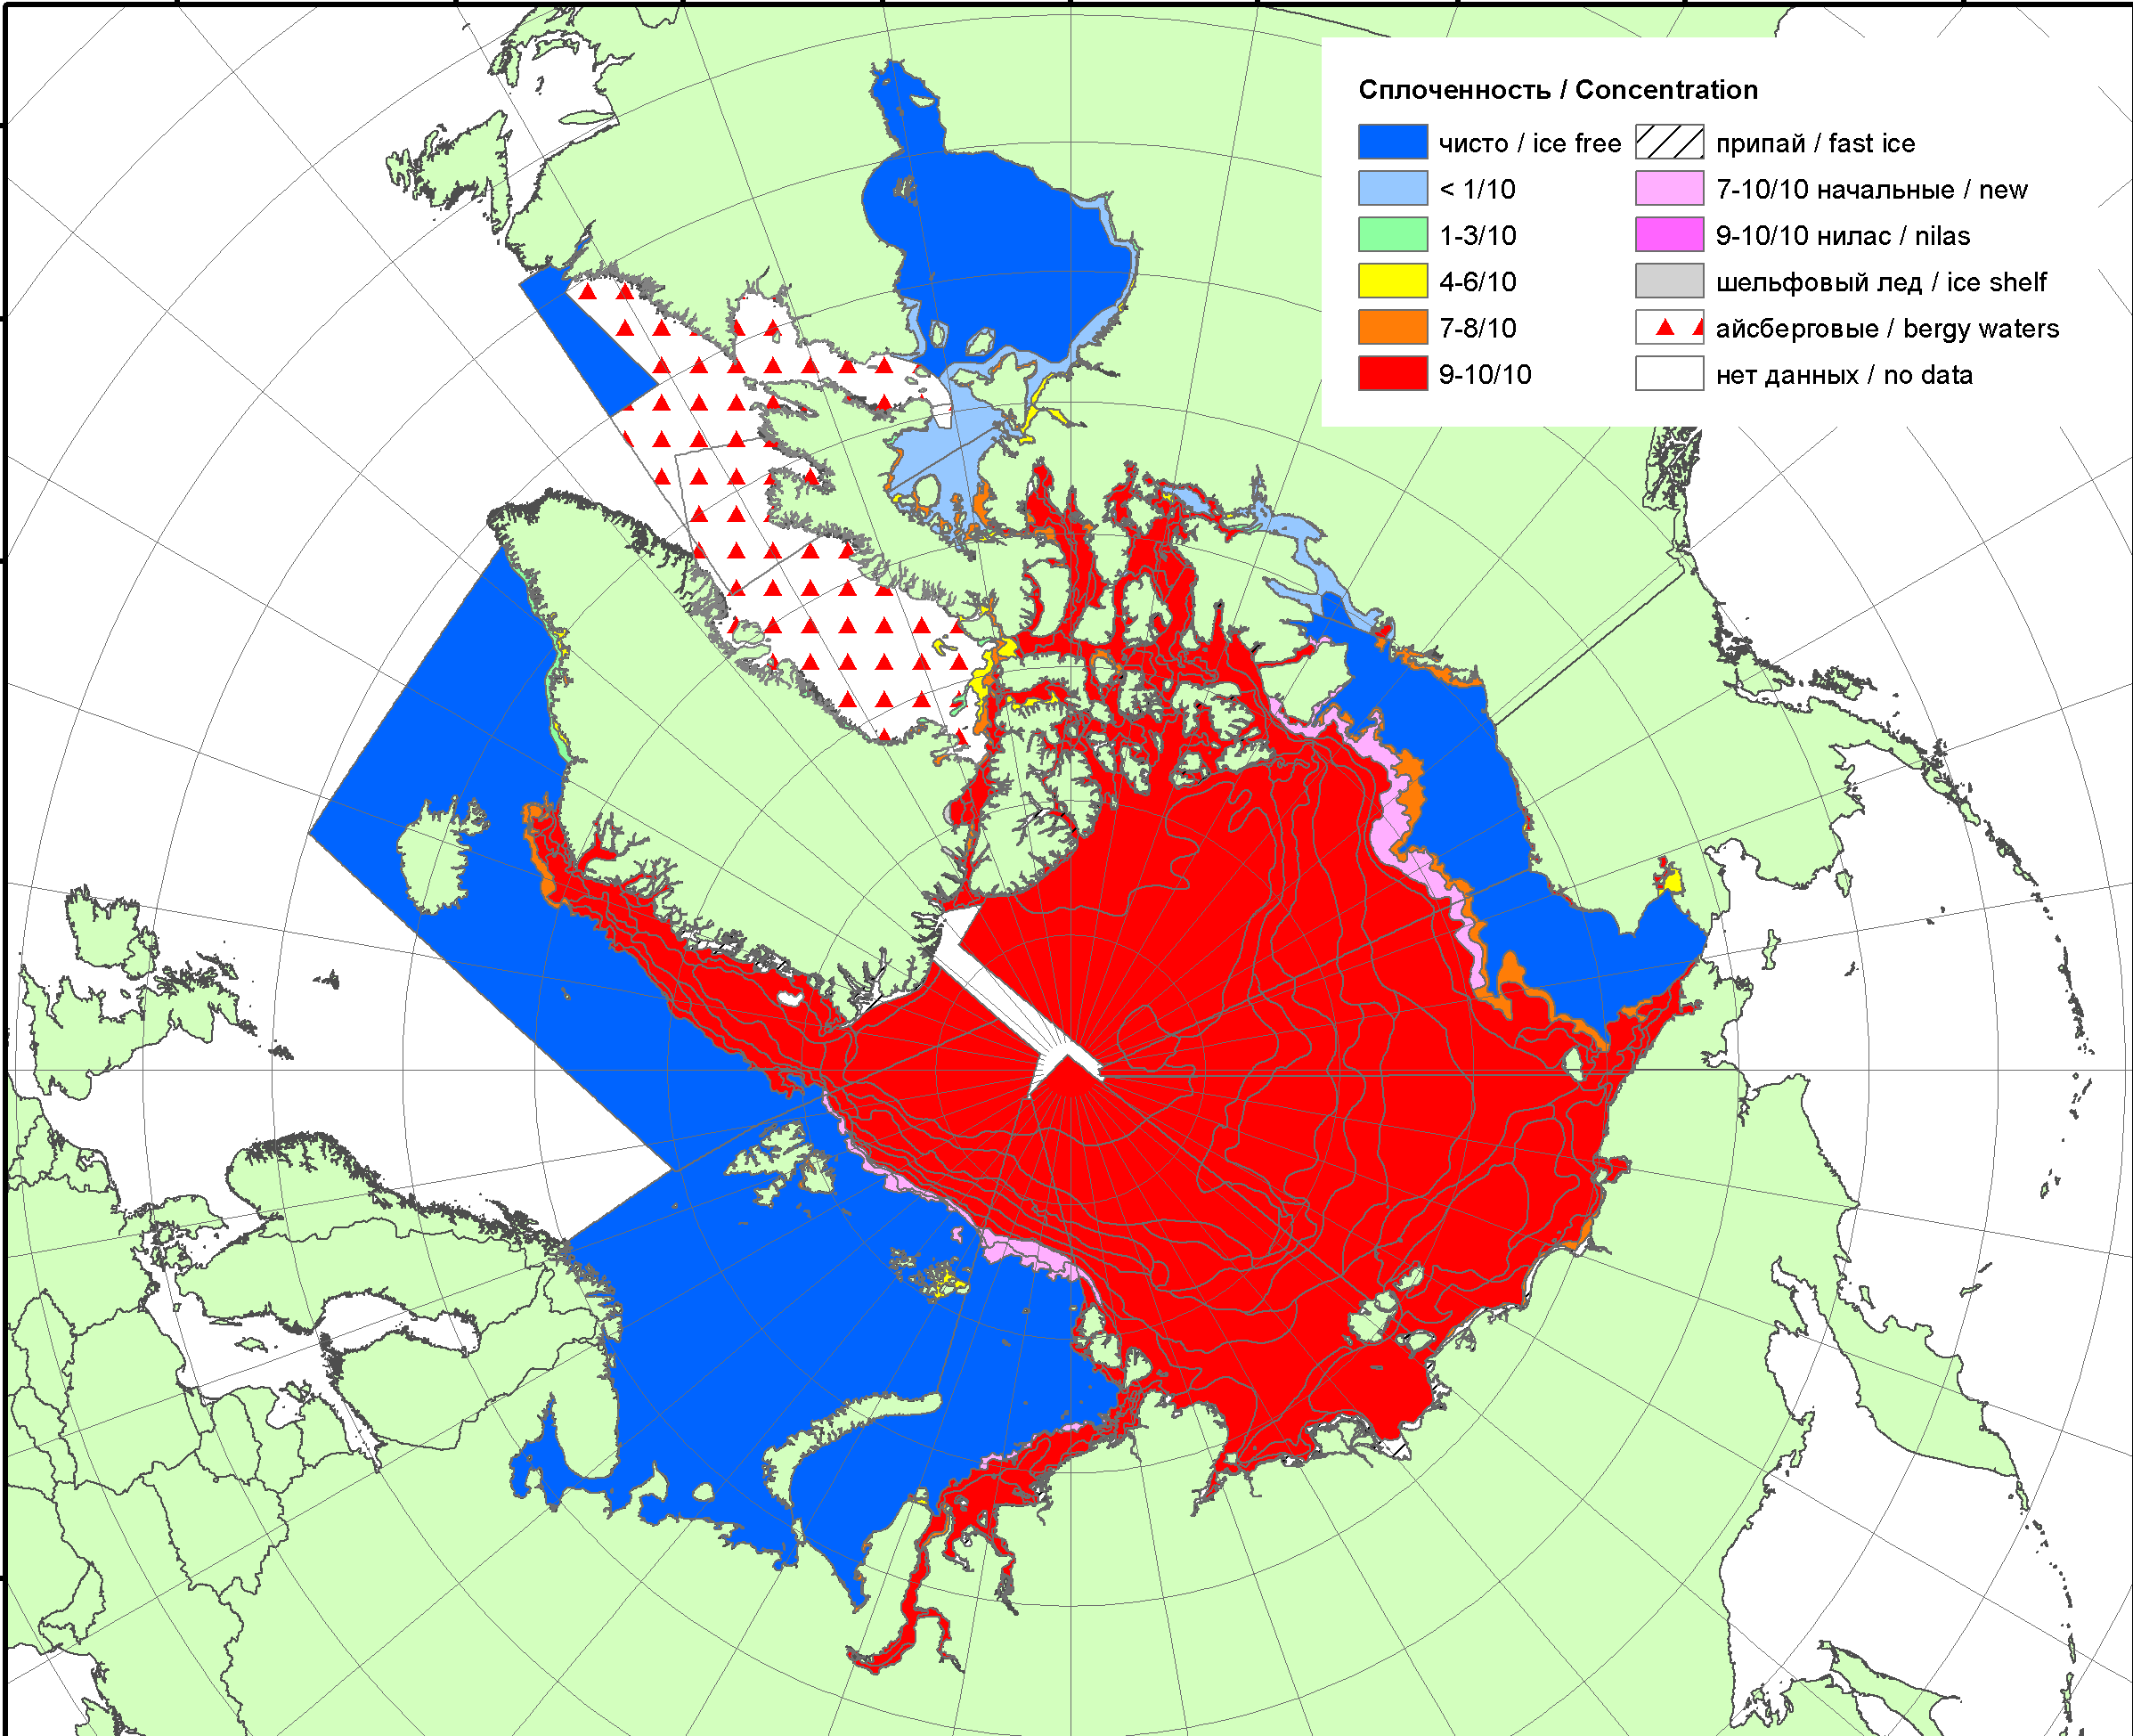 Сплоченность / Concentration
чисто / ice free
< 1/10
1-3/10
4-6/10
7-8/10
9-10/10
припай / fast ice
7-10/10 начальные / new
9-10/10 нилас / nilas
шельфовый лед / ice shelf
айсберговые / bergy waters
нет данных / no data